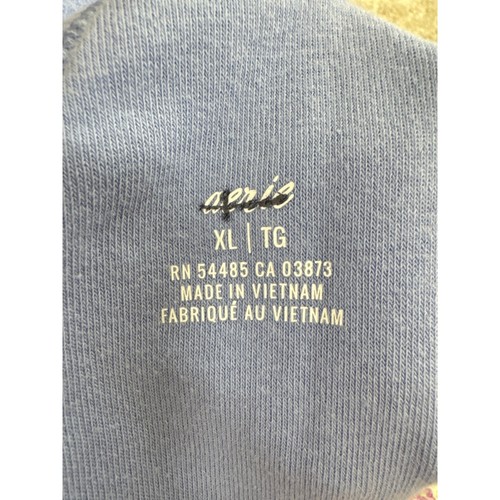 aerie
XL | TG
RN 54485 CA 03873
MADE IN VIETNAM
FABRIQUÉ AU VIETNAM